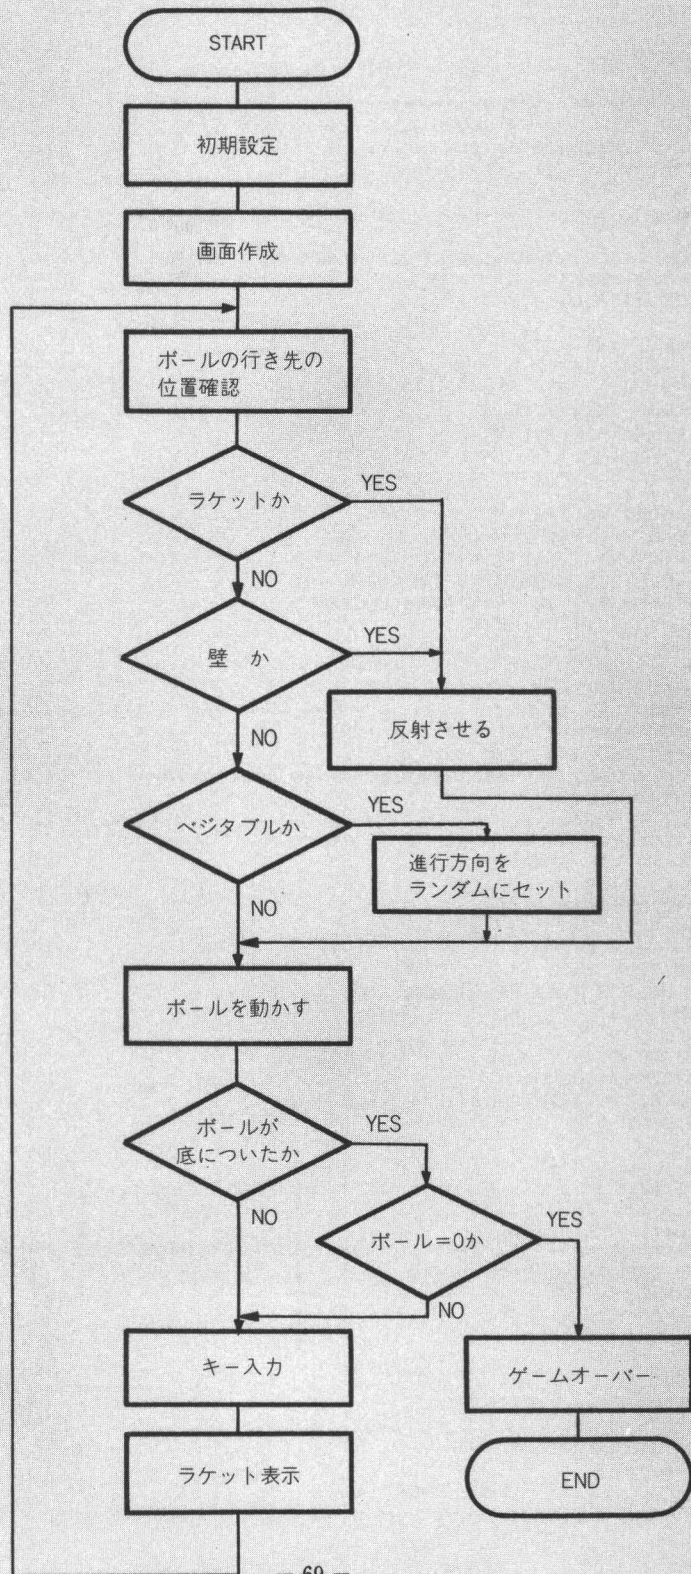 START
初期設定
画面作成
ボールの行き先の
位置確認
ラケットか
YES
NO
壁 か
YES
反射させる
NO
ベジタブルか
YES
進行方向を
ランダムにセット
NO
ボールを動かす
ボールが
底についたか
YES
NO
ボール=0か
YES
NO
キー入力
ゲームオーバー
ラケット表示
END
— 69 —